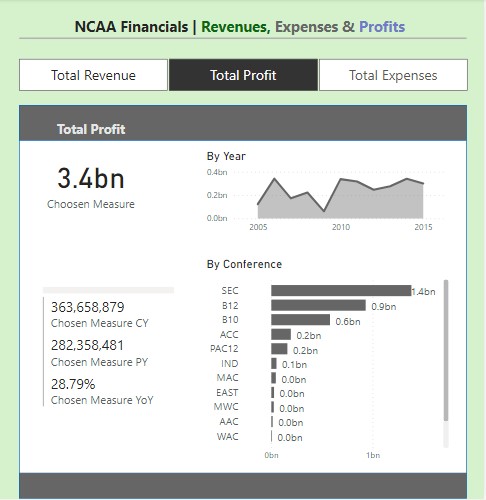 NCAA Financials | Revenues, Expenses & Profits
Total Revenue
Total Profit
Total Expenses
Total Profit
3.4bn
Choosen Measure
By Year
0.4bn
0.2bn
0.0bn
2005
2010
2015
363,658,879
Chosen Measure CY
282,358,481
Chosen Measure PY
28.79%
Chosen Measure YoY
By Conference
SEC
1.4bn
B12
0.9bn
B10
0.6bn
ACC
0.2bn
PAC12
0.2bn
IND
0.1bn
MAC
0.0bn
EAST
0.0bn
MWC
0.0bn
AAC
0.0bn
WAC
0.0bn
0bn
1bn